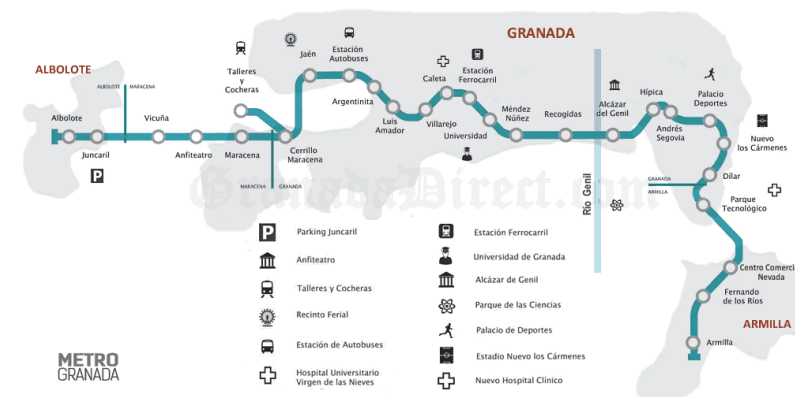 GRANADA
ALBOLOTE
Jaén
Estación
Autobuses
Talleres
y
Cocheras
Caleta
Estación
Ferrocarril
Hípica
Palacio
Deportes
ALBOLOTE
MARACENA
Argentinita
Albolote
Vicuña
Luis
Amador
Villarejo
Universidad
Méndez
Núñez
Recogidas
Alcázar
del Genil
Andrés
Segovia
Nuevo
los Cármenes
Juncaril
Anfiteatro
Maracena
Cerrillo
Maracena
P
MARACENA
GRANADA
GranadaDirect.com
Río Genil
GRANADA
ARMILLA
Dílar
Parque
Tecnológico
P
Parking Juncaril
Anfiteatro
Talleres y Cocheras
Recinto Ferial
Estación de Autobuses
Hospital Universitario
Virgen de las Nieves
Estación Ferrocarril
Universidad de Granada
Alcázar de Genil
Parque de las Ciencias
Palacio de Deportes
Estadio Nuevo los Cármenes
Nuevo Hospital Clínico
Centro Comerci
Nevada
Fernando
de los Ríos
ARMILLA
Armilla
METRO
GRANADA